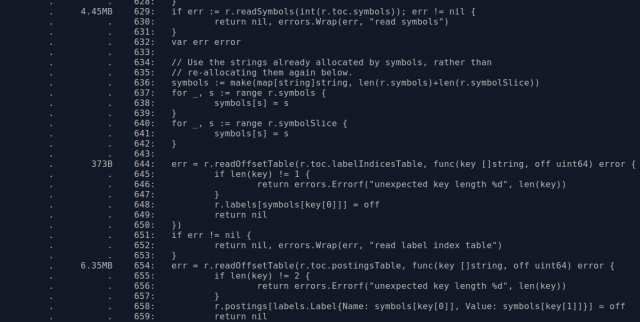 . . 628: }
. 4.45MB 629: if err := r.readSymbols(int(r.toc.symbols)); err != nil {
. . 630: return nil, errors.Wrap(err, "read symbols")
. . 631: }
. . 632: var err error
. . 633:
. . 634: // Use the strings already allocated by symbols, rather than
. . 635: // re-allocating them again below.
. . 636: symbols := make(map[string]string, len(r.symbols)+len(r.symbolSlice))
. . 637: for _, s := range r.symbols {
. . 638: symbols[s] = s
. . 639: }
. . 640: for _, s := range r.symbolSlice {
. . 641: symbols[s] = s
. . 642: }
. . 643:
. 373B 644: err = r.readOffsetTable(r.toc.labelIndicesTable, func(key []string, off uint64) error {
. . 645: if len(key) != 1 {
. . 646: return errors.Errorf("unexpected key length %d", len(key))
. . 647: }
. . 648: r.labels[symbols[key[0]]] = off
. . 649: return nil
. . 650: })
. . 651: if err != nil {
. . 652: return nil, errors.Wrap(err, "read label index table")
. . 653: }
. 6.35MB 654: err = r.readOffsetTable(r.toc.postingsTable, func(key []string, off uint64) error {
. . 655: if len(key) != 2 {
. . 656: return errors.Errorf("unexpected key length %d", len(key))
. . 657: }
. . 658: r.postings[labels.Label{Name: symbols[key[0]], Value: symbols[key[1]]}] = off
. . 659: return nil